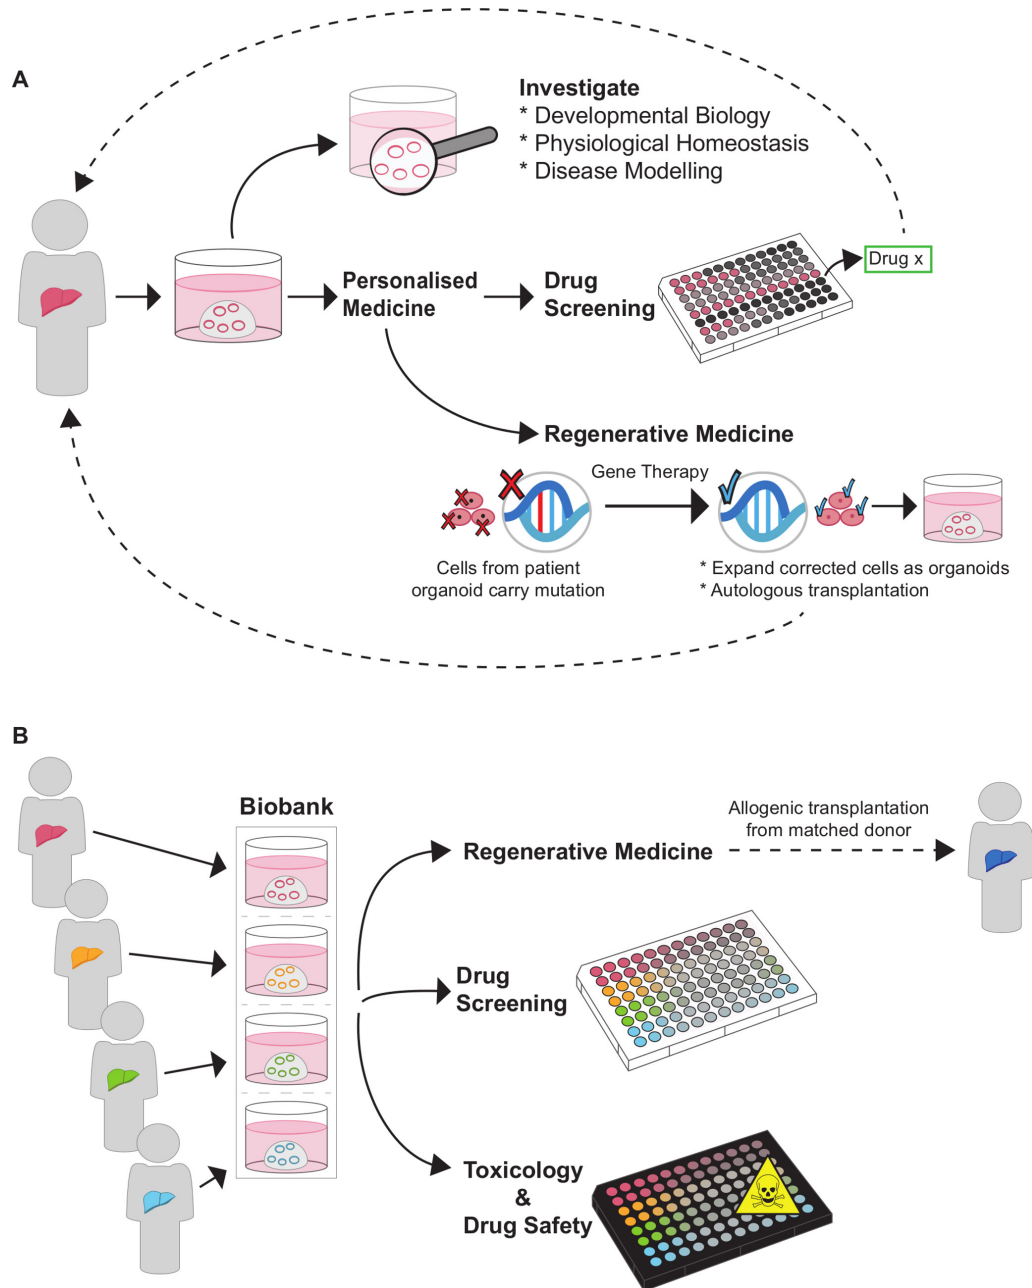 A
Investigate
* Developmental Biology
* Physiological Homeostasis
* Disease Modelling
Personalised
Medicine
Drug
Screening
Drug x
Regenerative Medicine
Gene Therapy
Cells from patient
organoid carry mutation
* Expand corrected cells as organoids
* Autologous transplantation
B
Biobank
Regenerative Medicine
Allogenic transplantation
from matched donor
Drug
Screening
Toxicology
&
Drug Safety